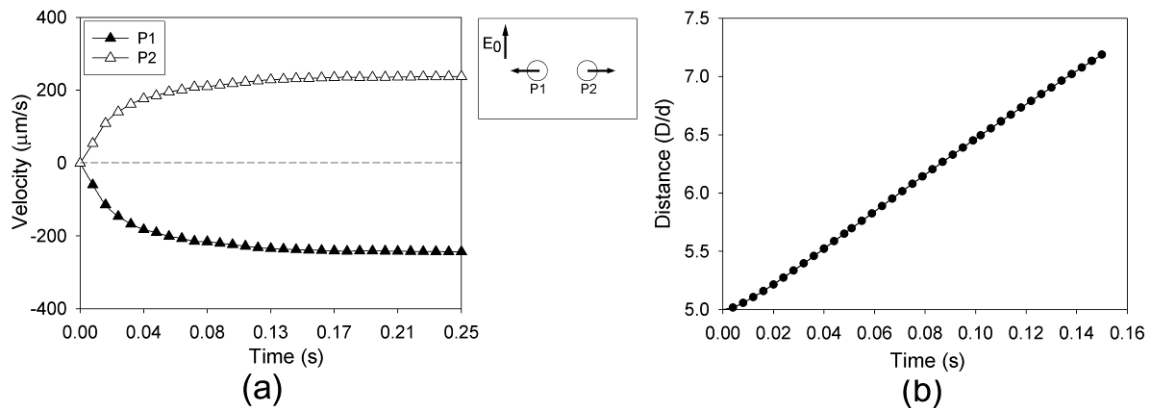 400
200
0
-200
-400
Velocity (μm/s)
P1
P2
0.00 0.04 0.08 0.13 0.17 0.21 0.25
Time (s)
(a)
E0
P1 P2
7.5
7.0
6.5
6.0
5.5
5.0
Distance (D/d)
0.00 0.02 0.04 0.06 0.08 0.10 0.12 0.14 0.16
Time (s)
(b)